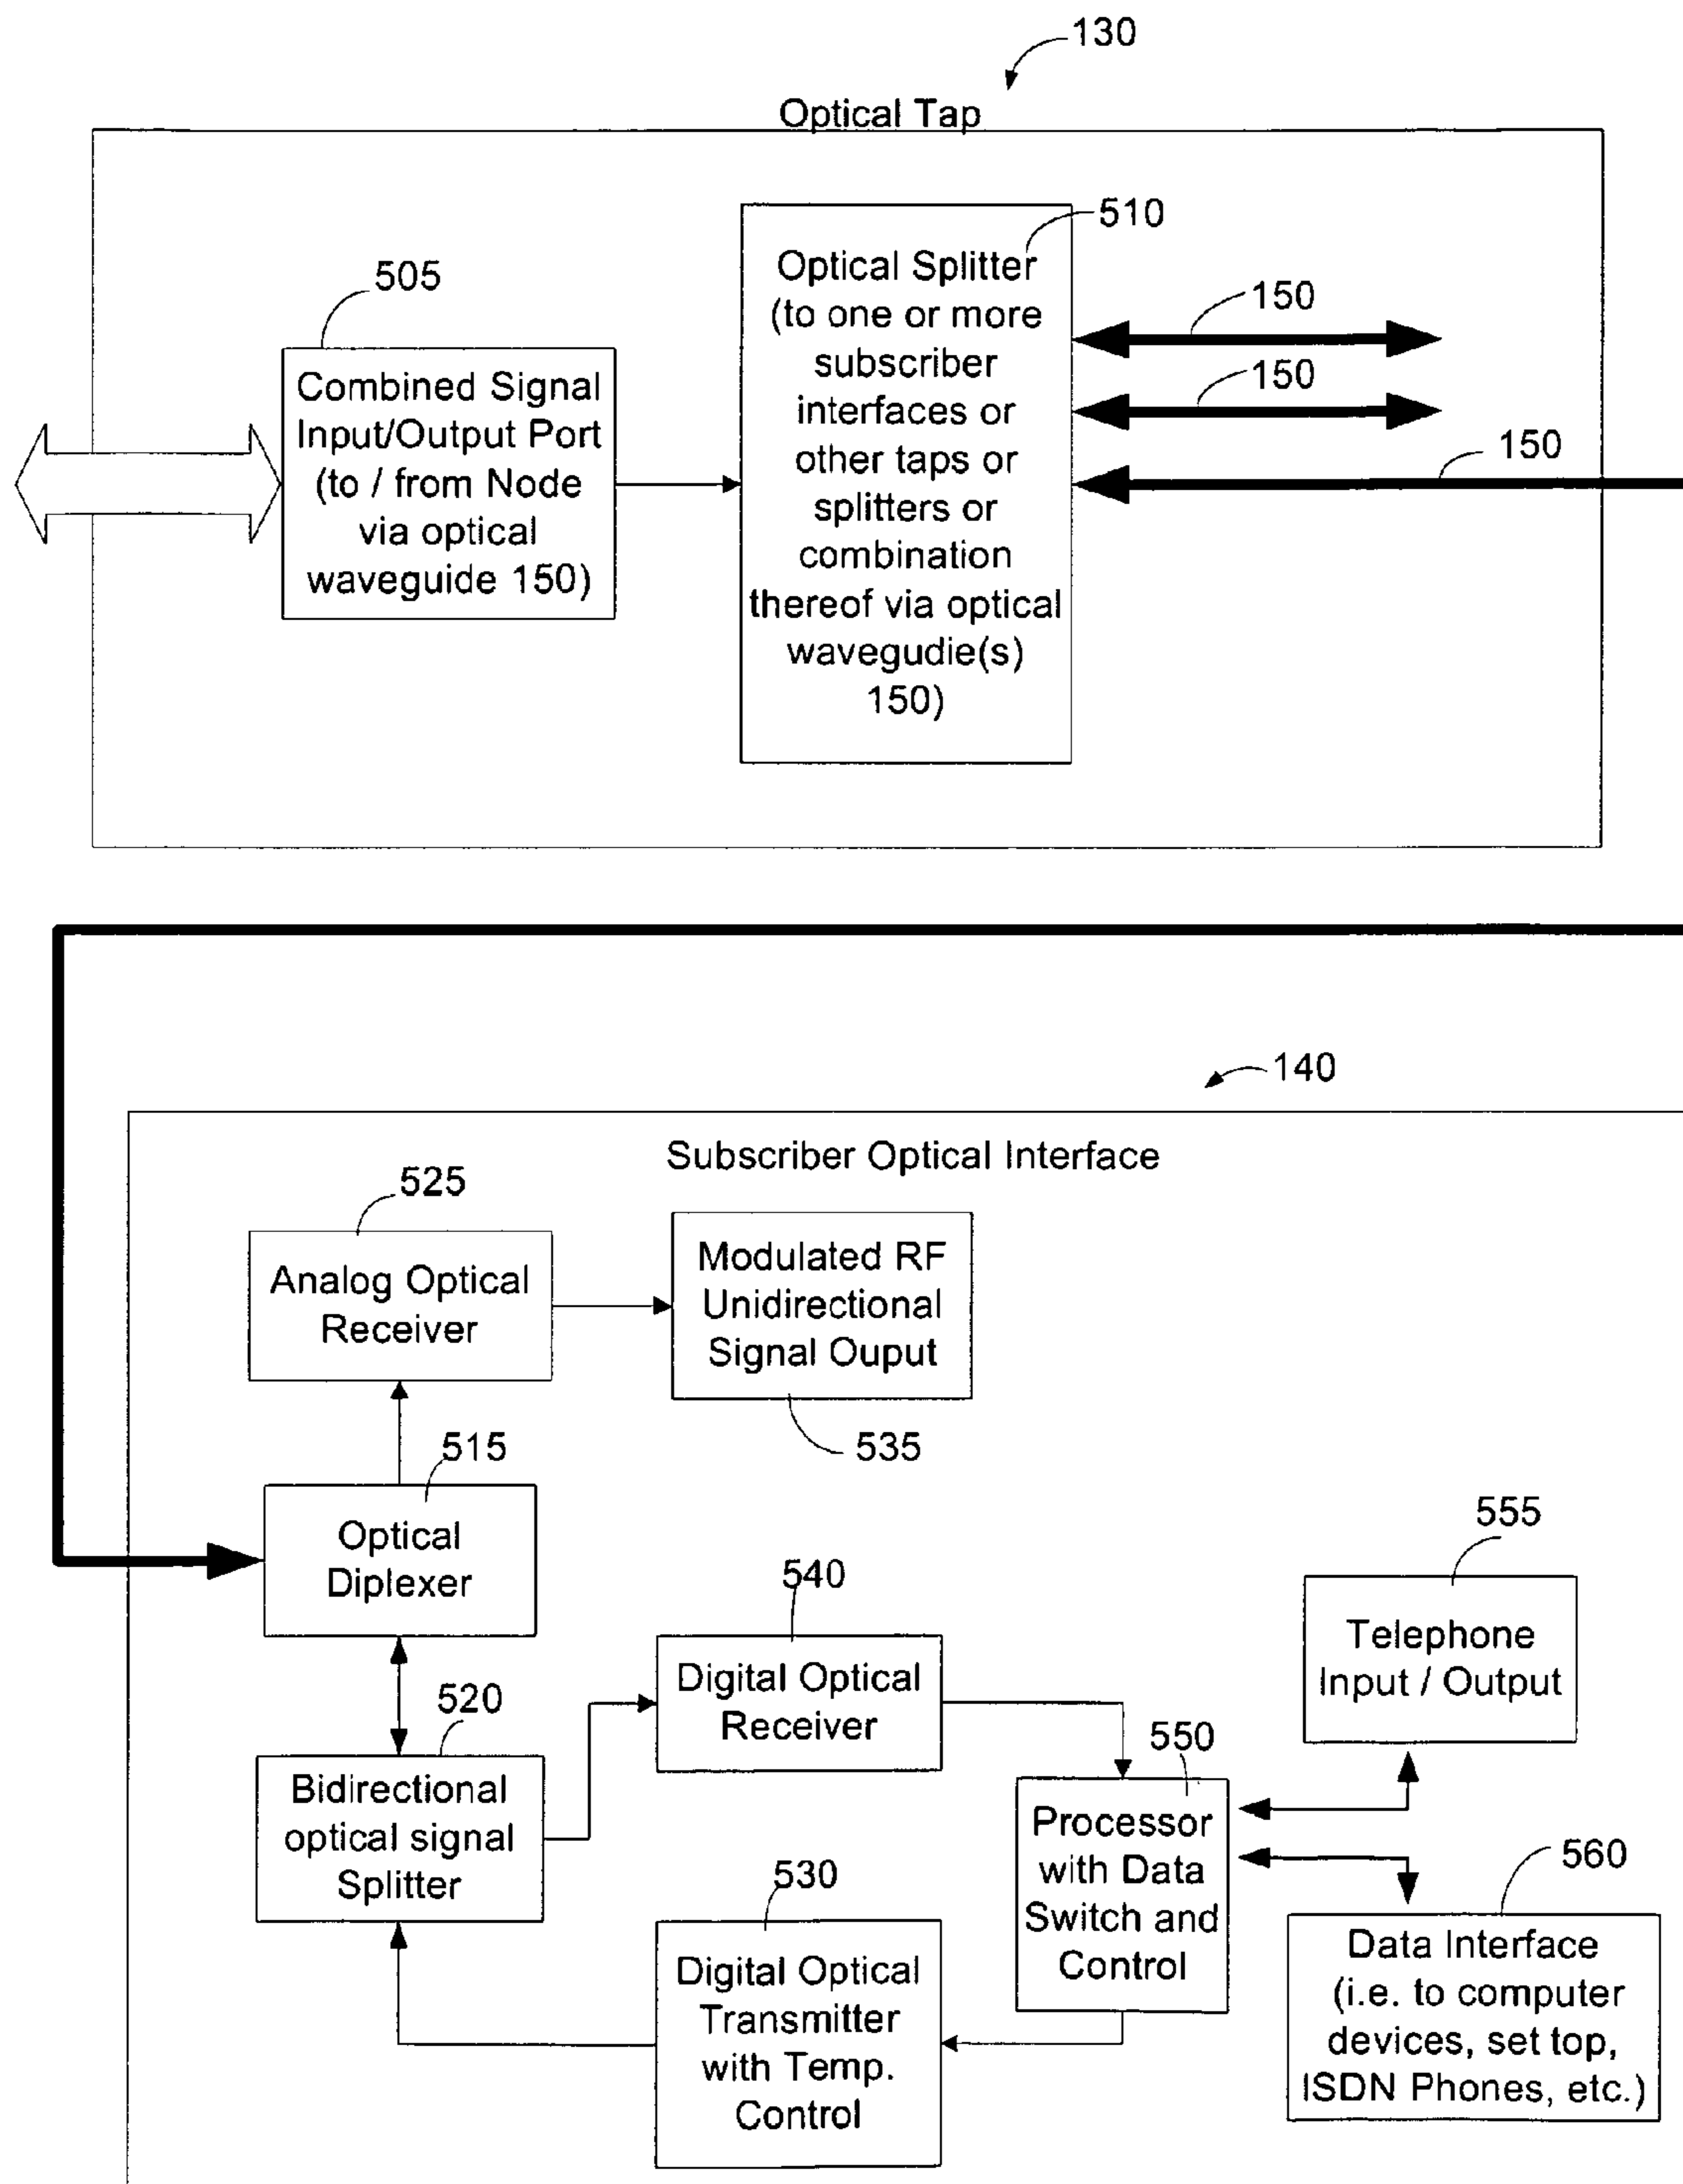 130
Optical Tap
505
Combined Signal
Input/Output Port
(to / from Node
via optical
waveguide 150)
510
Optical Splitter
(to one or more
subscriber
interfaces or
other taps or
splitters or
combination
thereof via optical
wavegudie(s)
150)
150
150
150
140
Subscriber Optical Interface
525
Analog Optical
Receiver
Modulated RF
Unidirectional
Signal Ouput
535
515
Optical
Diplexer
520
Bidirectional
optical signal
Splitter
540
Digital Optical
Receiver
530
Digital Optical
Transmitter
with Temp.
Control
550
Processor
with Data
Switch and
Control
555
Telephone
Input / Output
560
Data Interface
(i.e. to computer
devices, set top,
ISDN Phones, etc.)